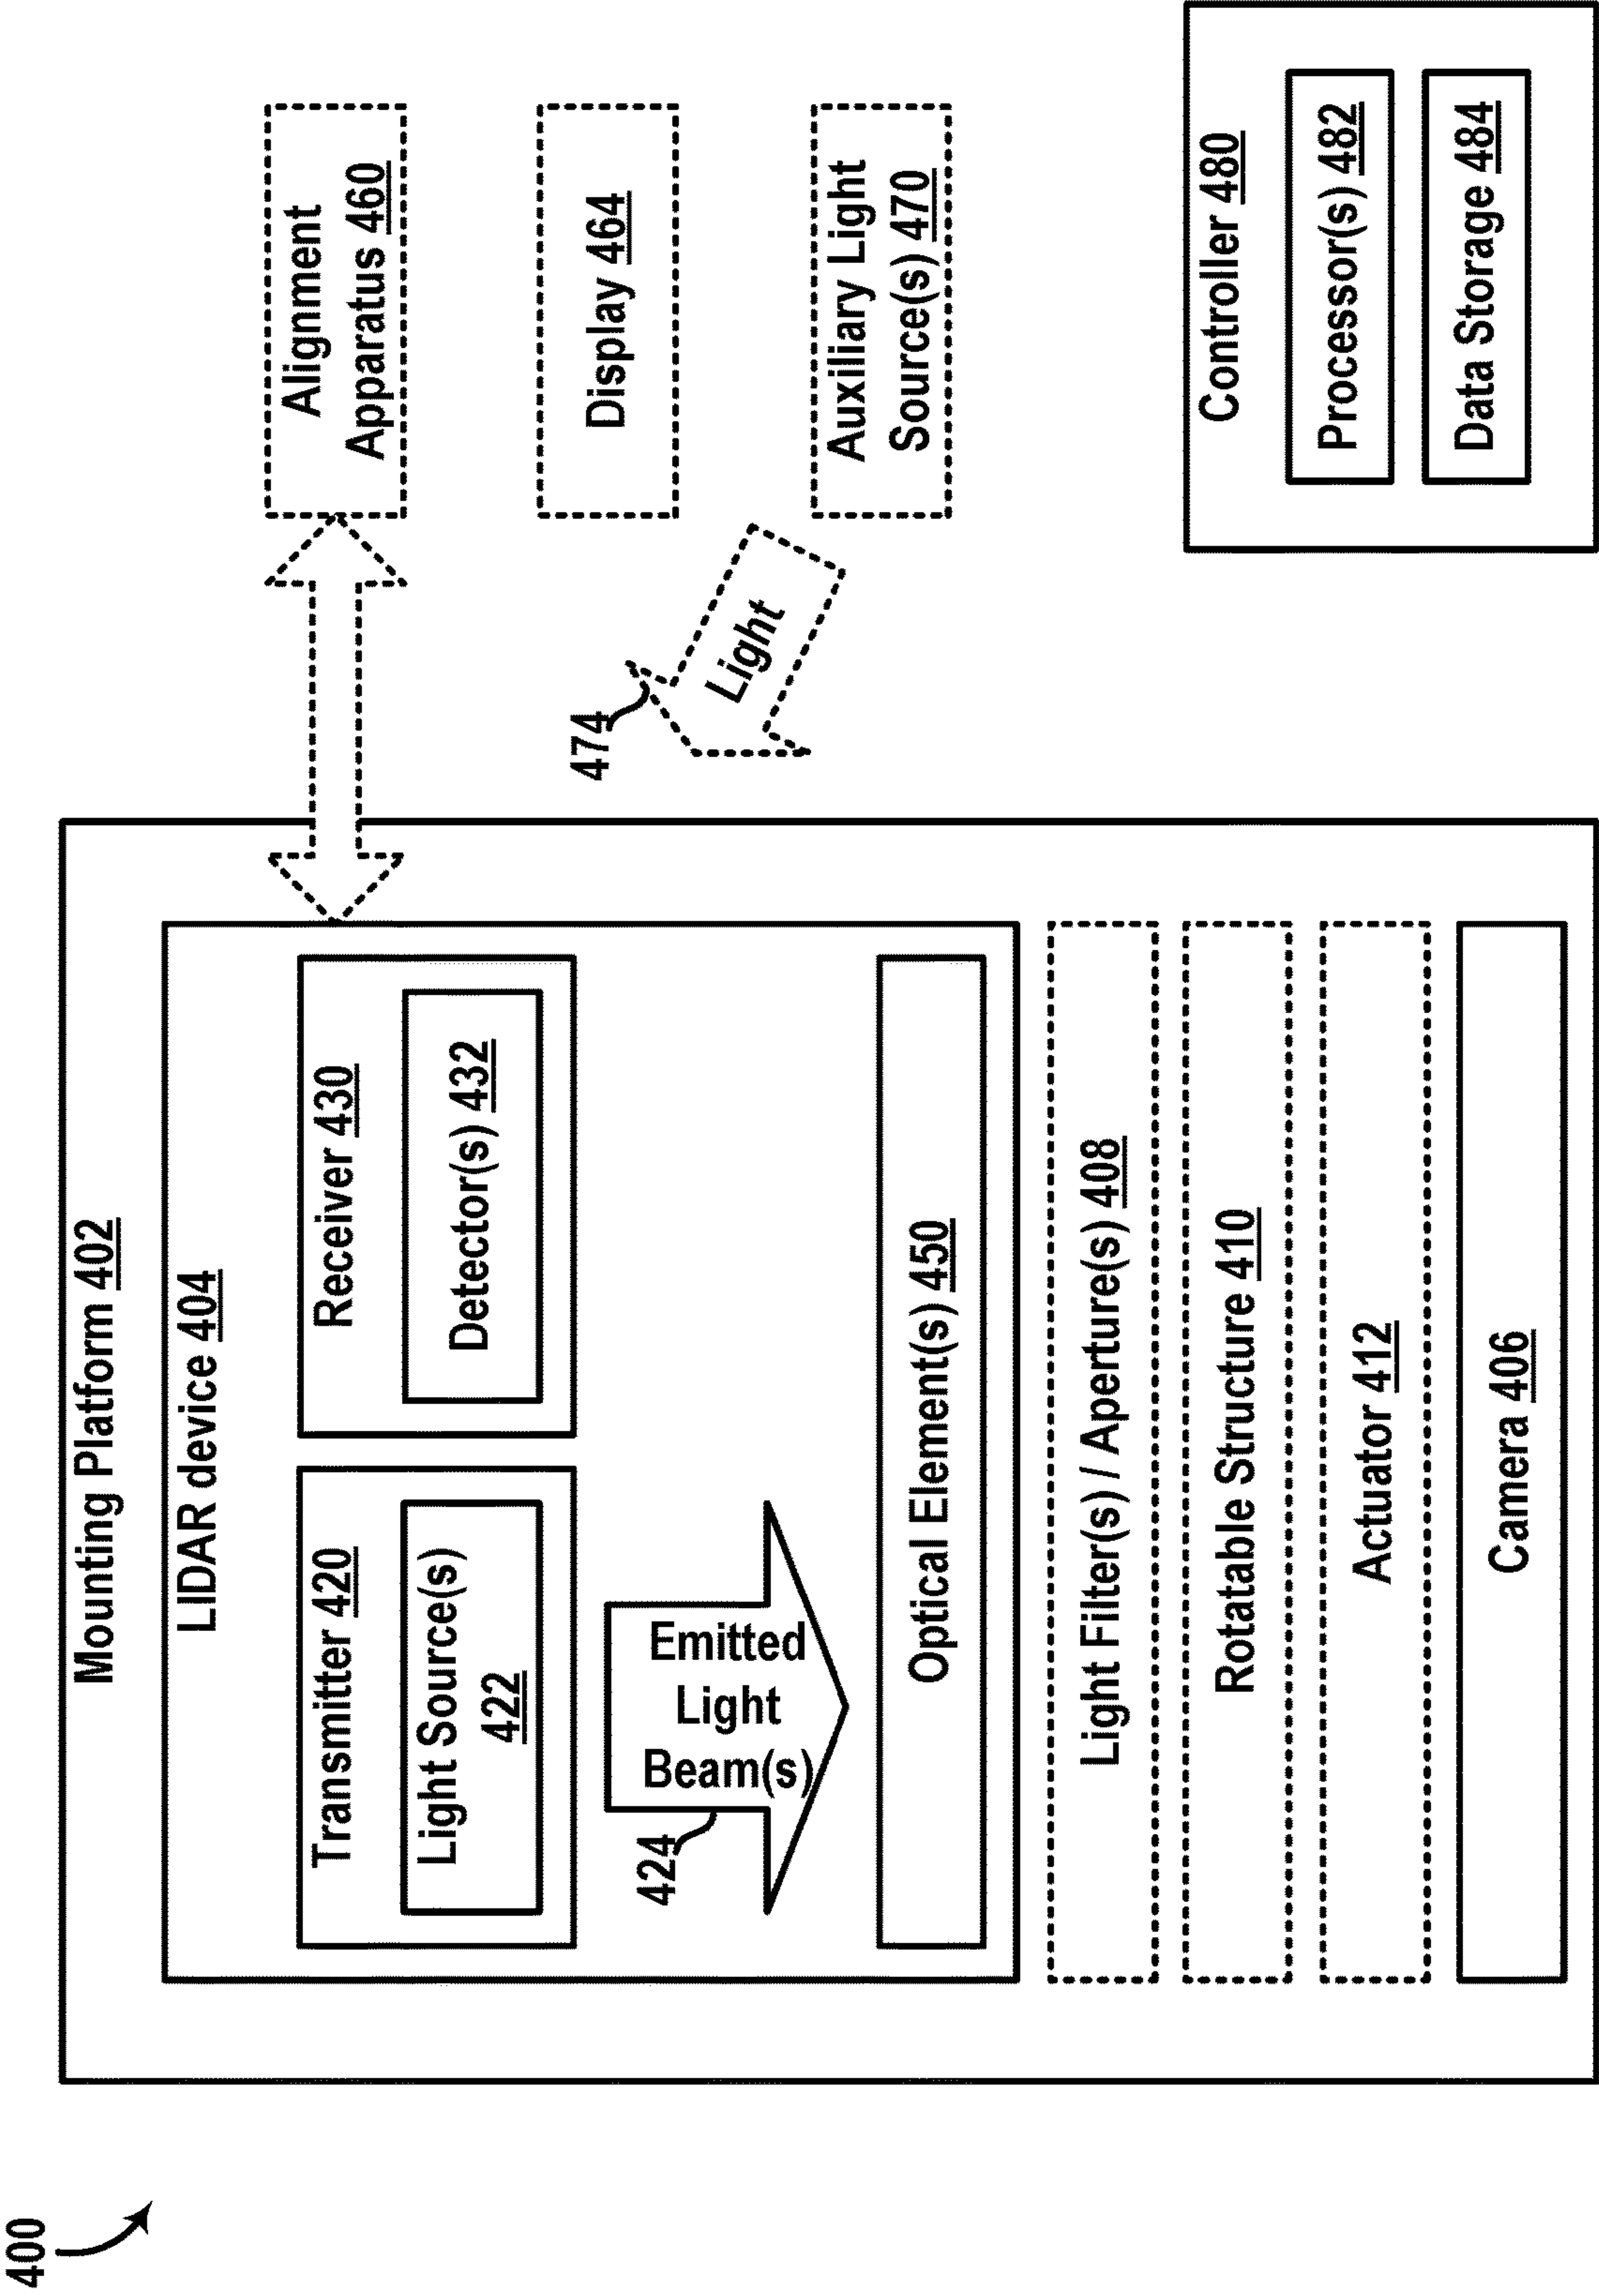 400
Mounting Platform 402
LIDAR device 404
Transmitter 420
Light Source(s)
422
Receiver 430
Detector(s) 432
424
Emitted
Light
Beam(s)
Optical Element(s) 450
Light Filter(s) / Aperture(s) 408
Rotatable Structure 410
Actuator 412
Camera 406
Alignment
Apparatus 460
Display 464
474
Light
Auxiliary Light
Source(s) 470
Controller 480
Processor(s) 482
Data Storage 484